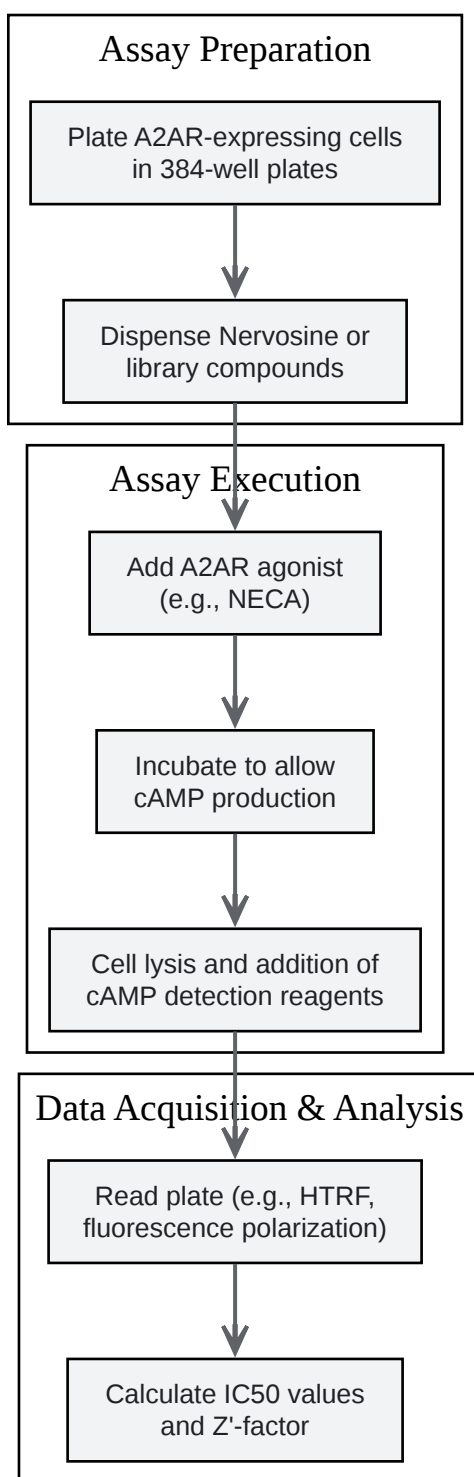 Assay Preparation
Plate A2AR-expressing cells
in 384-well plates
Dispense Nervosine or
library compounds
Assay Execution
Add A2AR agonist
(e.g., NECA)
Incubate to allow
cAMP production
Cell lysis and addition of
cAMP detection reagents
Data Acquisition & Analysis
Read plate (e.g., HTRF,
fluorescence polarization)
Calculate IC50 values
and Z'-factor